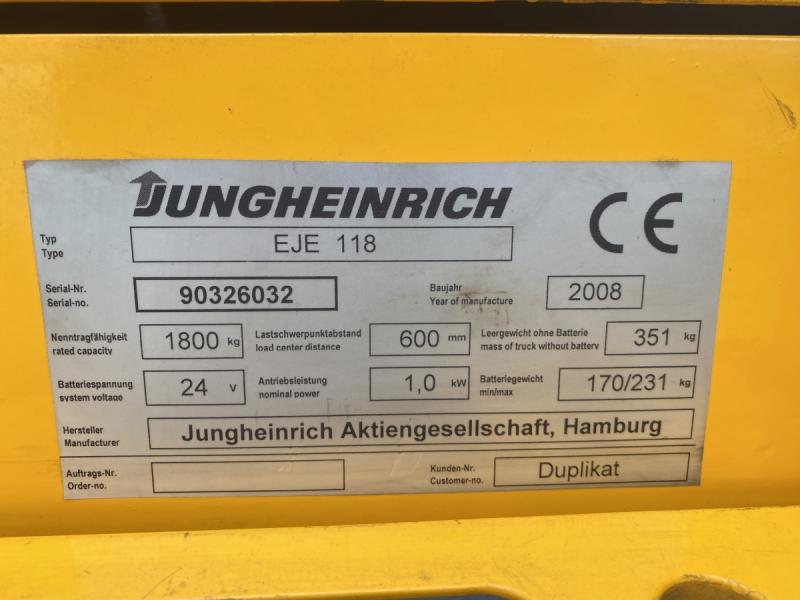 JUNGHEINRICH
CE
Typ
Type
EJE 118
Serial-Nr.
Serial-no.
90326032
Baujahr
Year of manufacture
2008
Nenntragfähigkeit
rated capacity
1800 kg
Lastschwerpunktabstand
load center distance
600 mm
Leergewicht ohne Batterie
mass of truck without battery
351 kg
Batteriespannung
system voltage
24 V
Antriebsleistung
nominal power
1,0 kW
Batteriegewicht
min/max
170/231 kg
Hersteller
Manufacturer
Jungheinrich Aktiengesellschaft, Hamburg
Auftrags-Nr.
Order-no.
Kunden-Nr.
Customer-no.
Duplikat